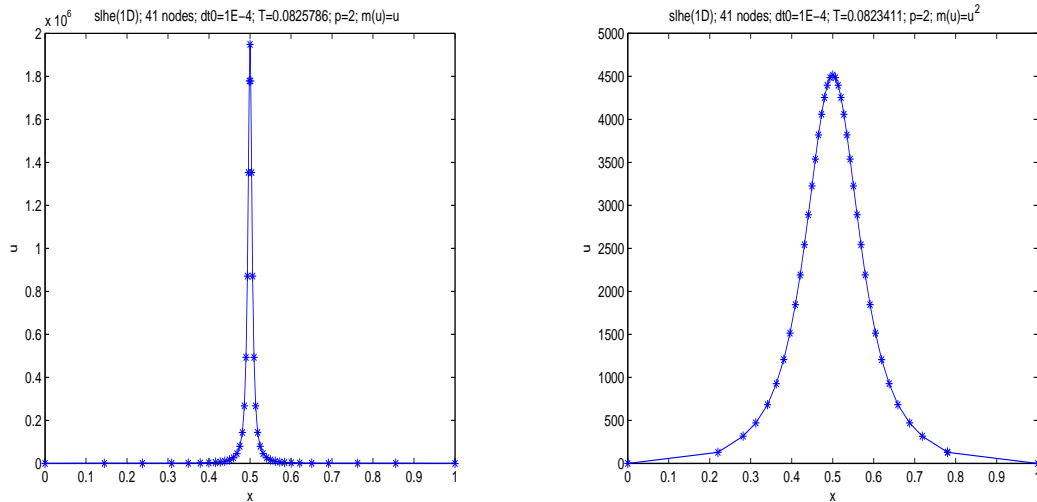 slhe(1D); 41 nodes; dt0=1E−4; T=0.0825786; p=2; m(u)=u
x 10^6
2
1.8
1.6
1.4
1.2
1
0.8
0.6
0.4
0.2
0
u
0 0.1 0.2 0.3 0.4 0.5 0.6 0.7 0.8 0.9 1
x
slhe(1D); 41 nodes; dt0=1E−4; T=0.0823411; p=2; m(u)=u^2
5000
4500
4000
3500
3000
2500
2000
1500
1000
500
0
u
0 0.1 0.2 0.3 0.4 0.5 0.6 0.7 0.8 0.9 1
x